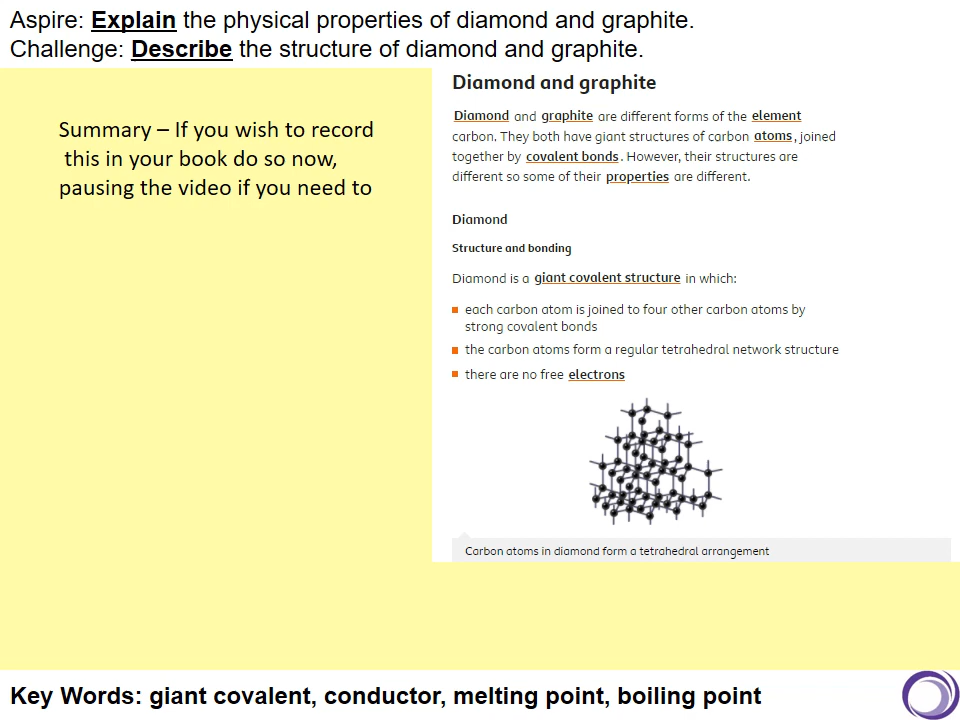 Aspire: Explain the physical properties of diamond and graphite.
Challenge: Describe the structure of diamond and graphite.
Summary – If you wish to record
this in your book do so now,
pausing the video if you need to
Diamond and graphite
Diamond and graphite are different forms of the element
carbon. They both have giant structures of carbon atoms, joined
together by covalent bonds. However, their structures are
different so some of their properties are different.
Diamond
Structure and bonding
Diamond is a giant covalent structure in which:
each carbon atom is joined to four other carbon atoms by
strong covalent bonds
the carbon atoms form a regular tetrahedral network structure
there are no free electrons
Carbon atoms in diamond form a tetrahedral arrangement
Key Words: giant covalent, conductor, melting point, boiling point